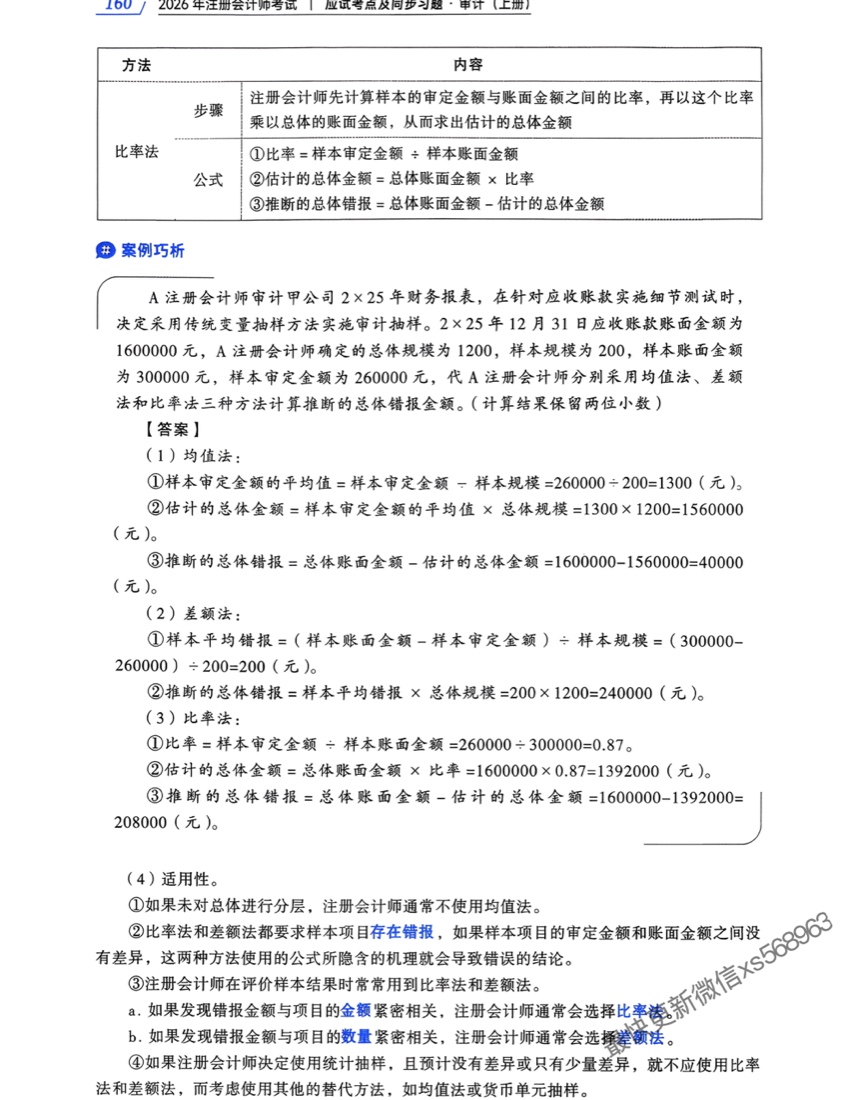 160 / 2026 年注册会计师考试 | 应试考点及同步习题·审计（上册）
方法 内容
比率法 步骤 注册会计师先计算样本的审定金额与账面金额之间的比率，再以这个比率
乘以总体的账面金额，从而求出估计的总体金额
公式 ①比率 = 样本审定金额 ÷ 样本账面金额
②估计的总体金额 = 总体账面金额 × 比率
③推断的总体错报 = 总体账面金额 − 估计的总体金额
# 案例巧析
A 注册会计师审计甲公司 2×25 年财务报表，在针对应收账款实施细节测试时，
决定采用传统变量抽样方法实施审计抽样。2×25 年 12 月 31 日应收账款账面金额为
1600000 元，A 注册会计师确定的总体规模为 1200，样本规模为 200，样本账面金额
为 300000 元，样本审定金额为 260000 元，代 A 注册会计师分别采用均值法、差额
法和比率法三种方法计算推断的总体错报金额。（计算结果保留两位小数）
【答案】
（1）均值法：
①样本审定金额的平均值 = 样本审定金额 ÷ 样本规模 =260000÷200=1300（元）。
②估计的总体金额 = 样本审定金额的平均值 × 总体规模 =1300×1200=1560000
（元）。
③推断的总体错报 = 总体账面金额 − 估计的总体金额 =1600000−1560000=40000
（元）。
（2）差额法：
①样本平均错报 =（样本账面金额 − 样本审定金额）÷ 样本规模 =（300000−
260000）÷200=200（元）。
②推断的总体错报 = 样本平均错报 × 总体规模 =200×1200=240000（元）。
（3）比率法：
①比率 = 样本审定金额 ÷ 样本账面金额 =260000÷300000=0.87。
②估计的总体金额 = 总体账面金额 × 比率 =1600000×0.87=1392000（元）。
③推断的总体错报 = 总体账面金额 − 估计的总体金额 =1600000−1392000=
208000（元）。
（4）适用性。
①如果未对总体进行分层，注册会计师通常不使用均值法。
②比率法和差额法都要求样本项目存在错报，如果样本项目的审定金额和账面金额之间没
有差异，这两种方法使用的公式所隐含的机理就会导致错误的结论。
③注册会计师在评价样本结果时常常用到比率法和差额法。
a. 如果发现错报金额与项目的金额紧密相关，注册会计师通常会选择比率法。
b. 如果发现错报金额与项目的数量紧密相关，注册会计师通常会选择差额法。
④如果注册会计师决定使用统计抽样，且预计没有差异或只有少量差异，就不应使用比率
法和差额法，而考虑使用其他的替代方法，如均值法或货币单元抽样。
最快更新微信xs568963